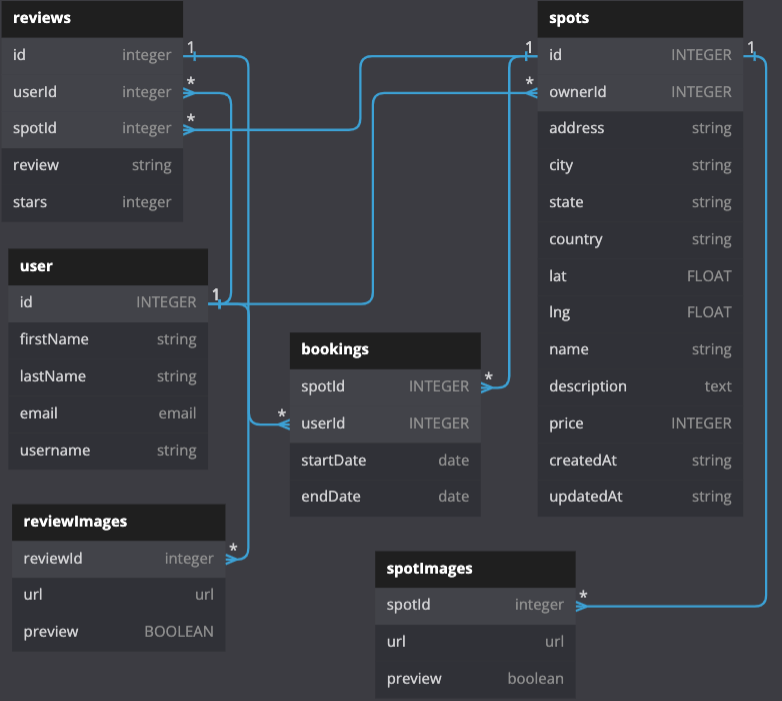 reviews
id integer 1
userId integer *
spotId integer *
review string
stars integer
user
id INTEGER 1
firstName string
lastName string
email email
username string
reviewImages
reviewId integer *
url url
preview BOOLEAN
bookings
spotId INTEGER *
* userId INTEGER
startDate date
endDate date
spots
1 id INTEGER 1
* ownerId INTEGER
address string
city string
state string
country string
lat FLOAT
lng FLOAT
name string
description text
price INTEGER
createdAt string
updatedAt string
spotImages
spotId integer *
url url
preview boolean